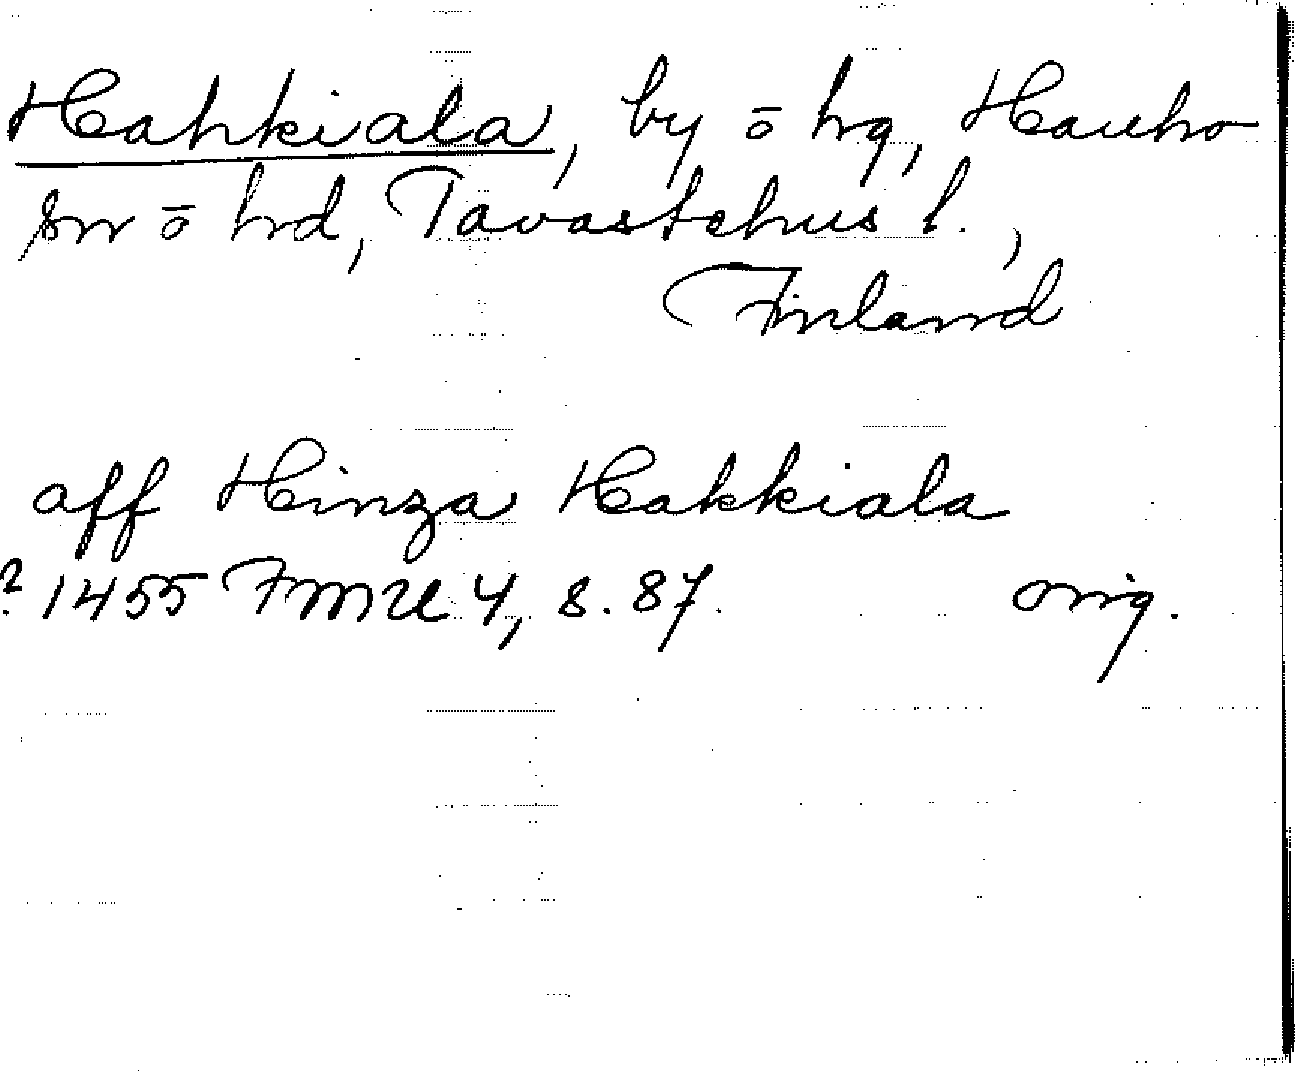 Hahkiala, by ō hg, Hauho
sn ō hd, Tavastehus l.,
Finland
aff Hinza Hakkiala
? 1455 FMU 4, s. 87. orig.